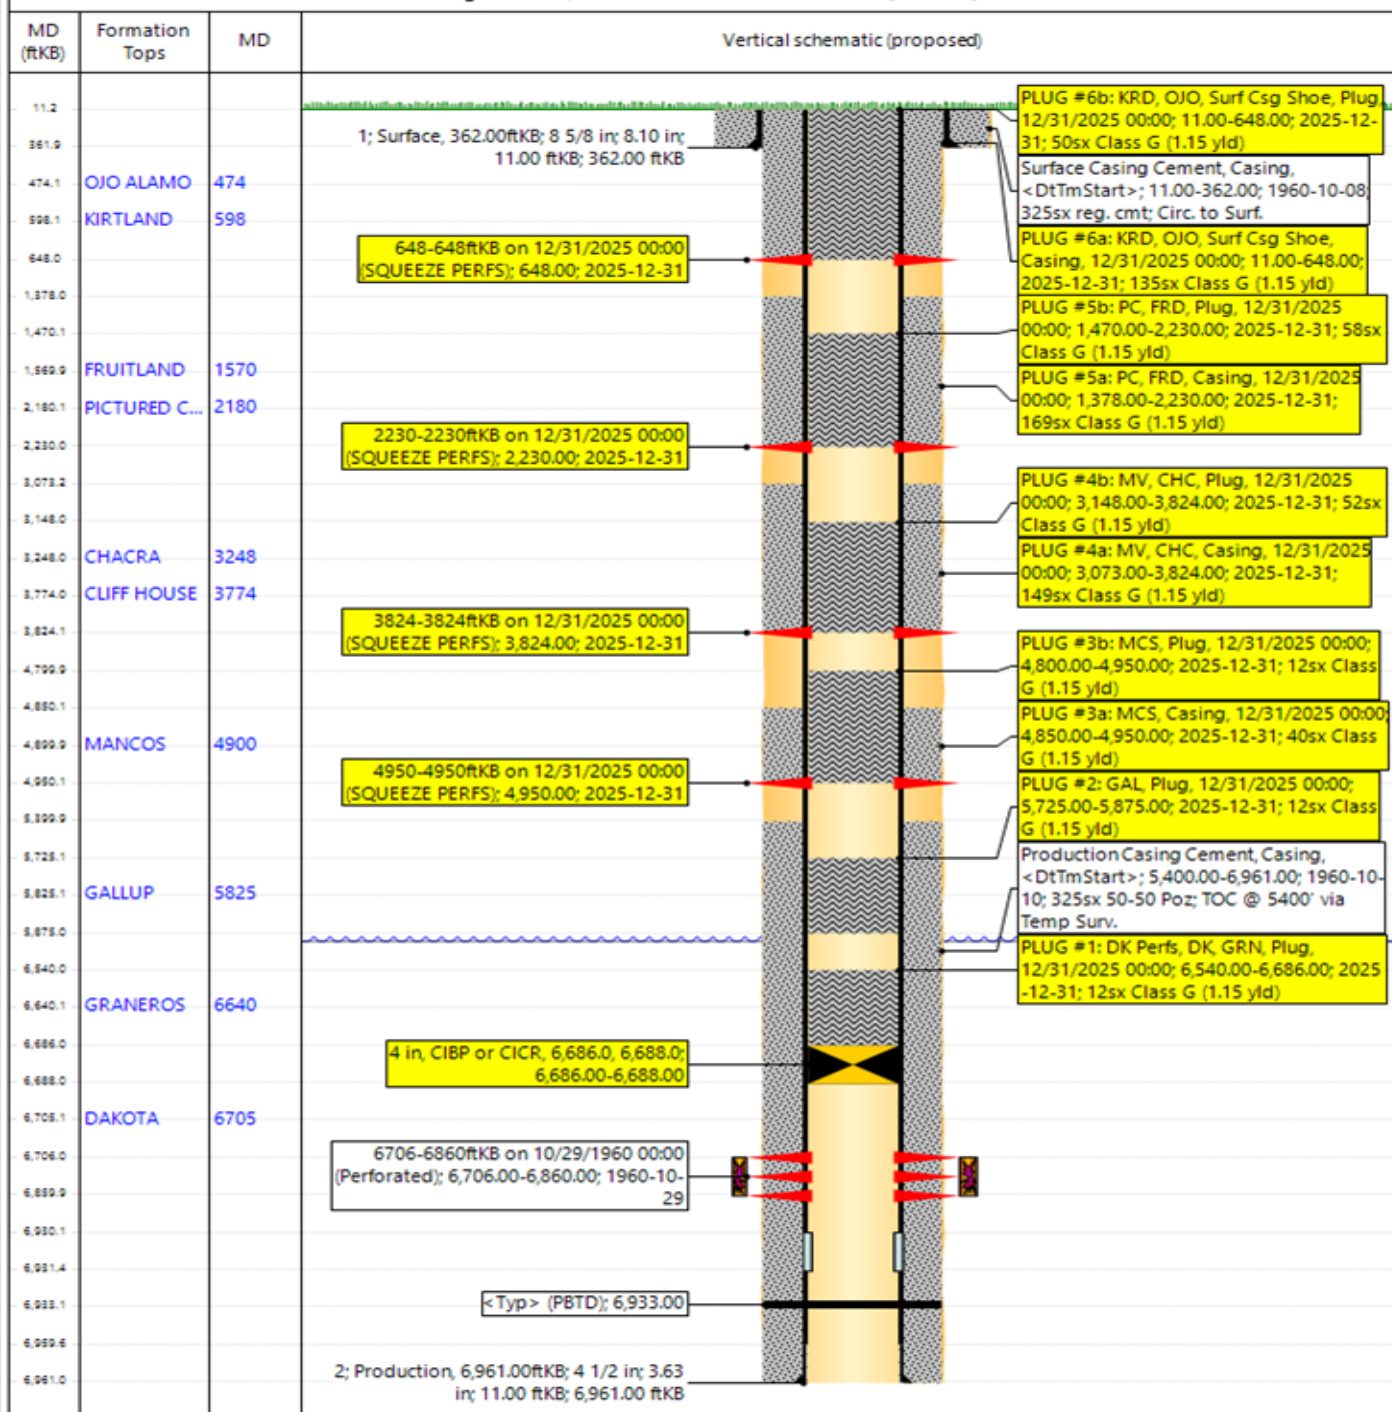 MD
(ftKB)
Formation
Tops
MD
Vertical schematic (proposed)
11.2
361.9
474.1
OJO ALAMO
474
598.1
KIRTLAND
598
648.0
1,378.0
1,470.1
1,569.9
FRUITLAND
1570
2,180.1
PICTURED C...
2180
2,230.0
3,073.2
3,148.0
3,248.0
CHACRA
3248
3,774.0
CLIFF HOUSE
3774
3,824.1
4,799.9
4,850.1
4,899.9
MANCOS
4900
4,950.1
5,399.9
5,725.1
5,825.1
GALLUP
5825
5,875.0
6,540.0
6,640.1
GRANEROS
6640
6,686.0
6,688.0
6,705.1
DAKOTA
6705
6,706.0
6,859.9
6,930.1
6,931.4
6,933.1
6,959.6
6,961.0
1; Surface, 362.00ftKB; 8 5/8 in; 8.10 in;
11.00 ftKB; 362.00 ftKB
648-648ftKB on 12/31/2025 00:00
(SQUEEZE PERFS); 648.00; 2025-12-31
2230-2230ftKB on 12/31/2025 00:00
(SQUEEZE PERFS); 2,230.00; 2025-12-31
3824-3824ftKB on 12/31/2025 00:00
(SQUEEZE PERFS); 3,824.00; 2025-12-31
4950-4950ftKB on 12/31/2025 00:00
(SQUEEZE PERFS); 4,950.00; 2025-12-31
4 in, CIBP or CICR, 6,686.0, 6,688.0;
6,686.00-6,688.00
6706-6860ftKB on 10/29/1960 00:00
(Perforated); 6,706.00-6,860.00; 1960-10-
29
<Typ> (PBTD); 6,933.00
2; Production, 6,961.00ftKB; 4 1/2 in; 3.63
in; 11.00 ftKB; 6,961.00 ftKB
PLUG #6b: KRD, OJO, Surf Csg Shoe, Plug,
12/31/2025 00:00; 11.00-648.00; 2025-12-
31; 50sx Class G (1.15 yld)
Surface Casing Cement, Casing,
<DtTmStart>; 11.00-362.00; 1960-10-08;
325sx reg. cmt; Circ. to Surf.
PLUG #6a: KRD, OJO, Surf Csg Shoe,
Casing, 12/31/2025 00:00; 11.00-648.00;
2025-12-31; 135sx Class G (1.15 yld)
PLUG #5b: PC, FRD, Plug, 12/31/2025
00:00; 1,470.00-2,230.00; 2025-12-31; 58sx
Class G (1.15 yld)
PLUG #5a: PC, FRD, Casing, 12/31/2025
00:00; 1,378.00-2,230.00; 2025-12-31;
169sx Class G (1.15 yld)
PLUG #4b: MV, CHC, Plug, 12/31/2025
00:00; 3,148.00-3,824.00; 2025-12-31; 52sx
Class G (1.15 yld)
PLUG #4a: MV, CHC, Casing, 12/31/2025
00:00; 3,073.00-3,824.00; 2025-12-31;
149sx Class G (1.15 yld)
PLUG #3b: MCS, Plug, 12/31/2025 00:00;
4,800.00-4,950.00; 2025-12-31; 12sx Class
G (1.15 yld)
PLUG #3a: MCS, Casing, 12/31/2025 00:00;
4,850.00-4,950.00; 2025-12-31; 40sx Class
G (1.15 yld)
PLUG #2: GAL, Plug, 12/31/2025 00:00;
5,725.00-5,875.00; 2025-12-31; 12sx Class
G (1.15 yld)
Production Casing Cement, Casing,
<DtTmStart>; 5,400.00-6,961.00; 1960-10-
10; 325sx 50-50 Poz; TOC @ 5400' via
Temp Surv.
PLUG #1: DK Perfs, DK, GRN, Plug,
12/31/2025 00:00; 6,540.00-6,686.00; 2025
-12-31; 12sx Class G (1.15 yld)